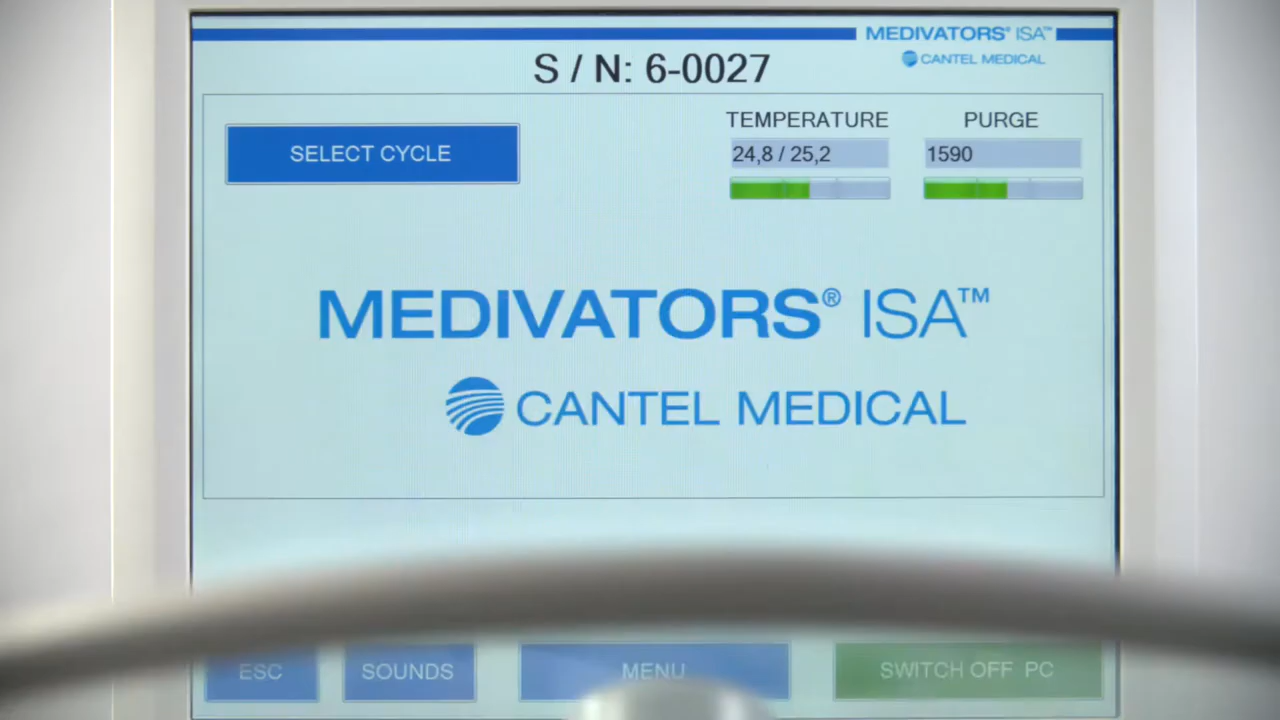 MEDIVATORS® ISA™
CANTEL MEDICAL
S / N: 6-0027
SELECT CYCLE
TEMPERATURE
24,8 / 25,2
PURGE
1590
MEDIVATORS® ISA™
CANTEL MEDICAL
ESC
SOUNDS
MENU
SWITCH OFF PC